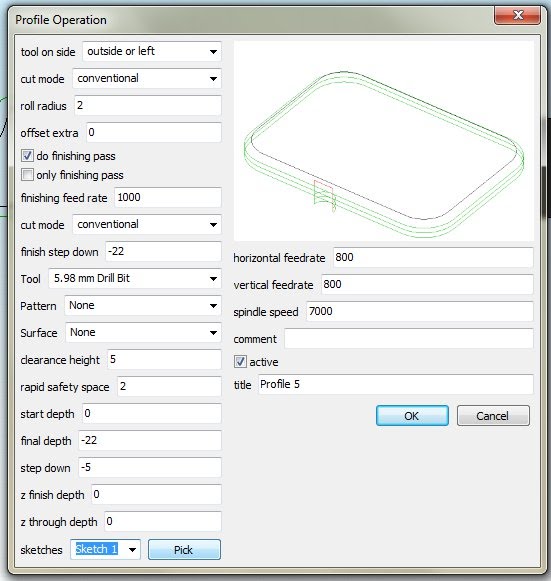 Profile Operation
tool on side outside or left
cut mode conventional
roll radius 2
offset extra 0
do finishing pass
only finishing pass
finishing feed rate 1000
cut mode conventional
finish step down -22
Tool 5.98 mm Drill Bit
Pattern None
Surface None
clearance height 5
rapid safety space 2
start depth 0
final depth -22
step down -5
z finish depth 0
z through depth 0
sketches Sketch 1 Pick
horizontal feedrate 800
vertical feedrate 800
spindle speed 7000
comment
active
title Profile 5
OK Cancel